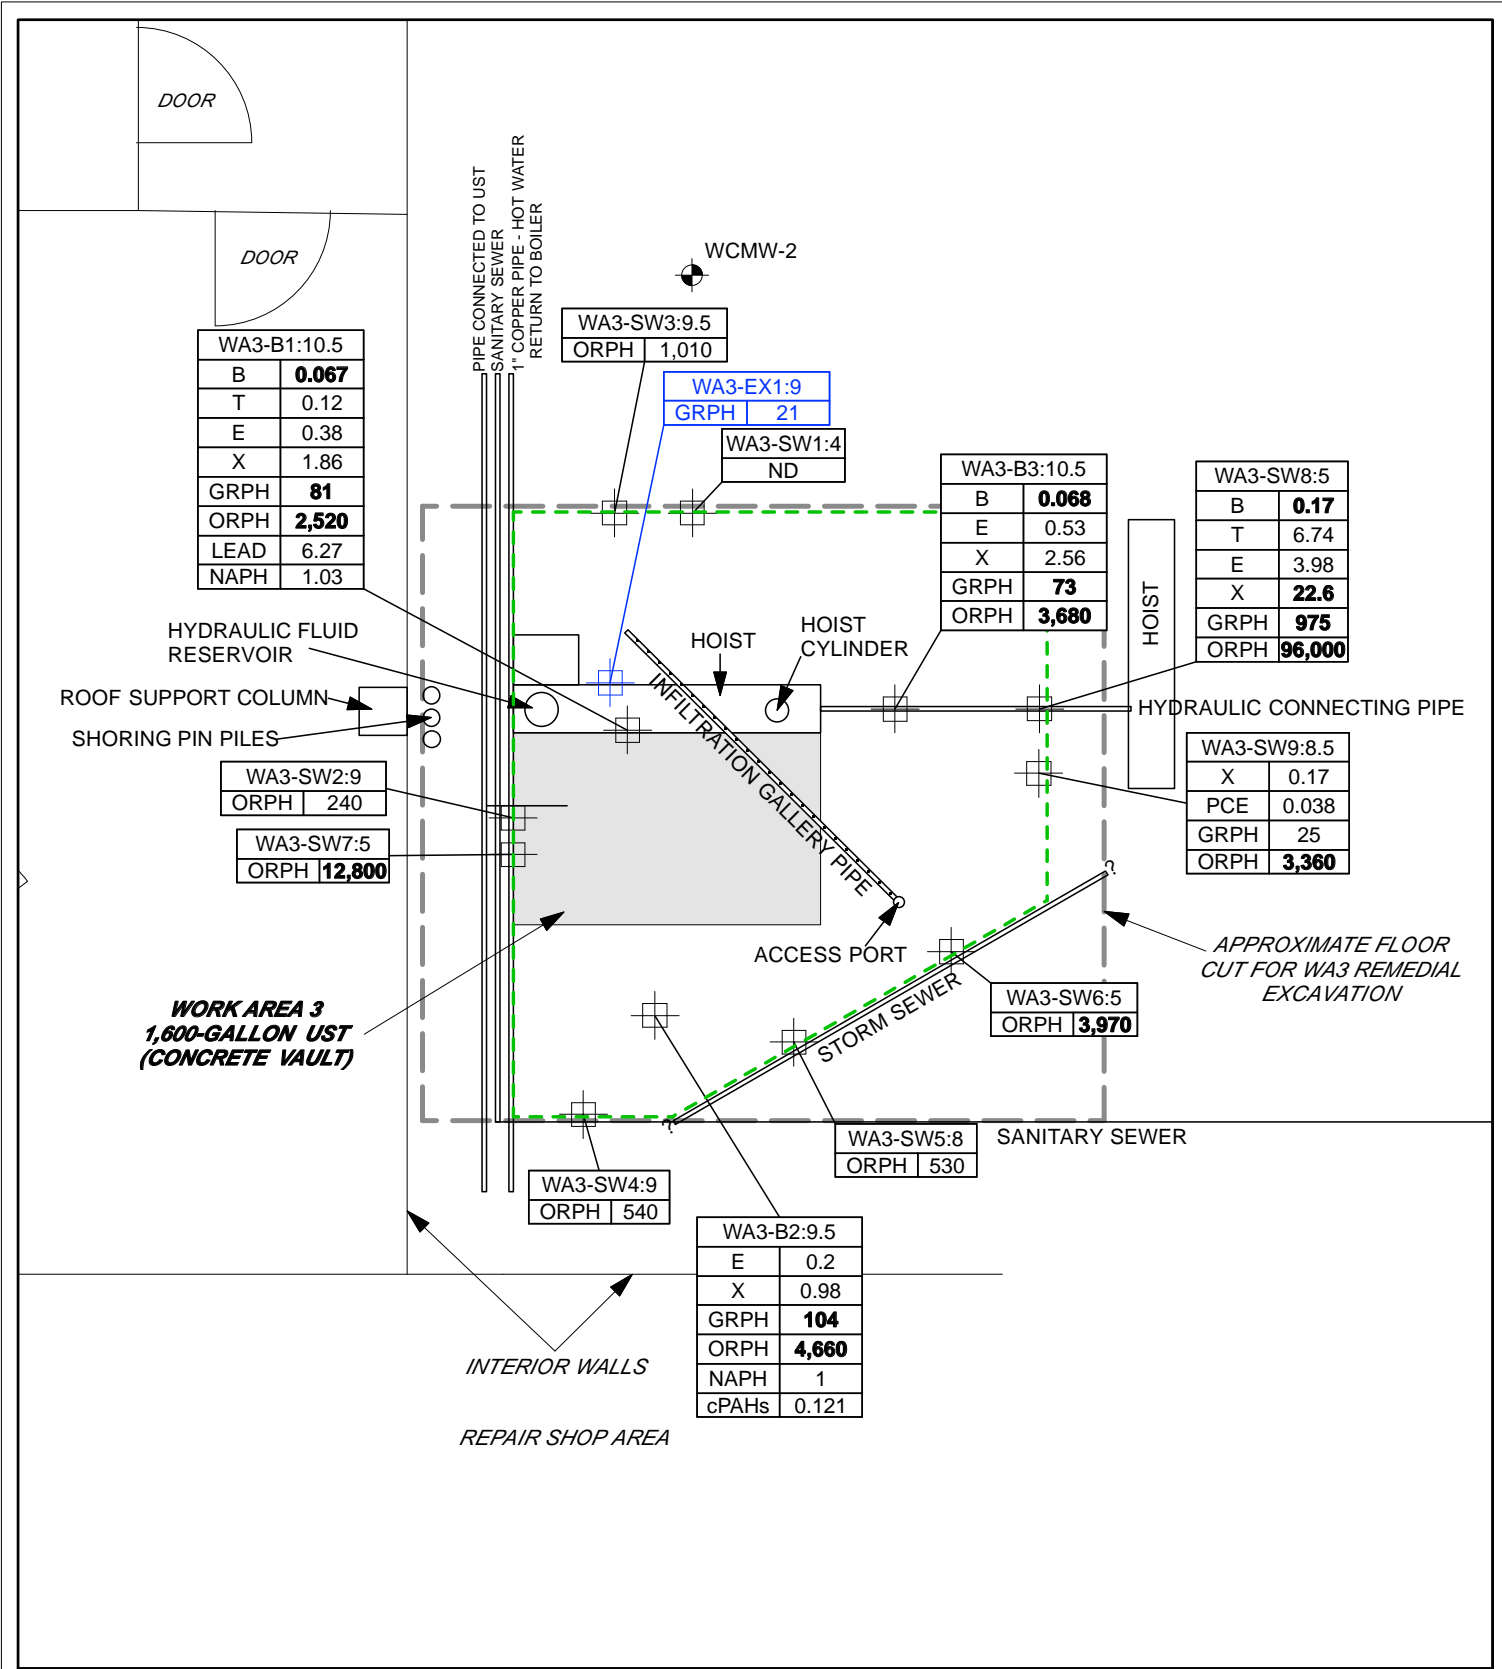 DOOR
DOOR
PIPE CONNECTED TO UST
SANITARY SEWER
1" COPPER PIPE - HOT WATER
RETURN TO BOILER
WCMW-2
WA3-SW3:9.5
ORPH 1,010
WA3-EX1:9
GRPH 21
WA3-SW1:4
ND
WA3-B1:10.5
B 0.067
T 0.12
E 0.38
X 1.86
GRPH 81
ORPH 2,520
LEAD 6.27
NAPH 1.03
WA3-B3:10.5
B 0.068
E 0.53
X 2.56
GRPH 73
ORPH 3,680
WA3-SW8:5
B 0.17
T 6.74
E 3.98
X 22.6
GRPH 975
ORPH 96,000
HOIST
HYDRAULIC FLUID
RESERVOIR
HOIST
HOIST
CYLINDER
ROOF SUPPORT COLUMN
SHORING PIN PILES
INFILTRATION GALLERY PIPE
HYDRAULIC CONNECTING PIPE
WA3-SW9:8.5
X 0.17
PCE 0.038
GRPH 25
ORPH 3,360
WA3-SW2:9
ORPH 240
WA3-SW7:5
ORPH 12,800
?
ACCESS PORT
APPROXIMATE FLOOR
CUT FOR WA3 REMEDIAL
EXCAVATION
WORK AREA 3
1,600-GALLON UST
(CONCRETE VAULT)
STORM SEWER
WA3-SW6:5
ORPH 3,970
?
WA3-SW5:8
ORPH 530
SANITARY SEWER
WA3-SW4:9
ORPH 540
WA3-B2:9.5
E 0.2
X 0.98
GRPH 104
ORPH 4,660
NAPH 1
cPAHs 0.121
INTERIOR WALLS
REPAIR SHOP AREA